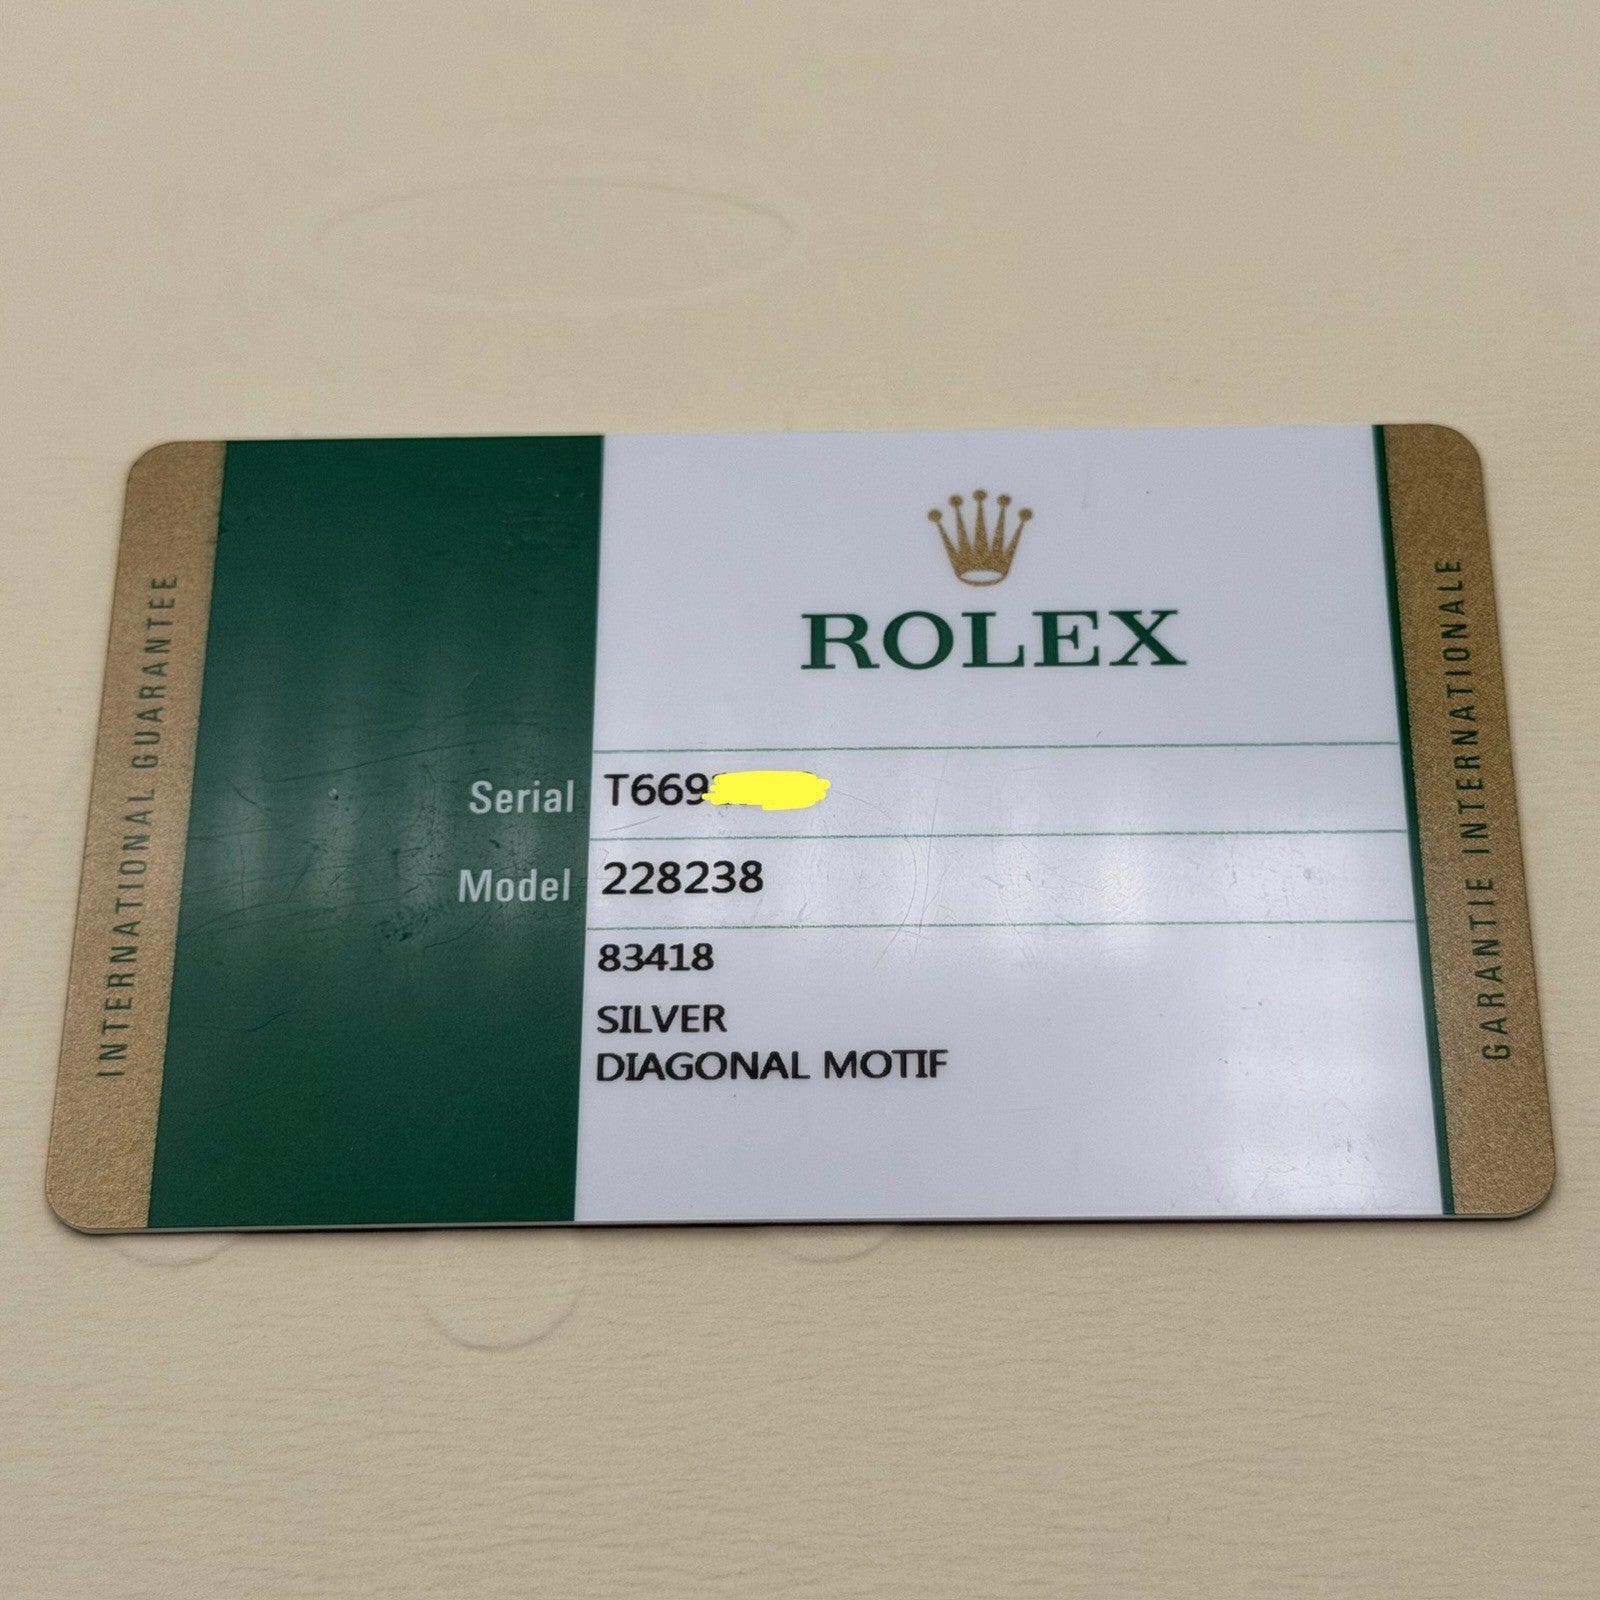 INTERNATIONAL GUARANTEE
ROLEX
Serial T669
Model 228238
83418
SILVER
DIAGONAL MOTIF
GARANTIE INTERNATIONALE